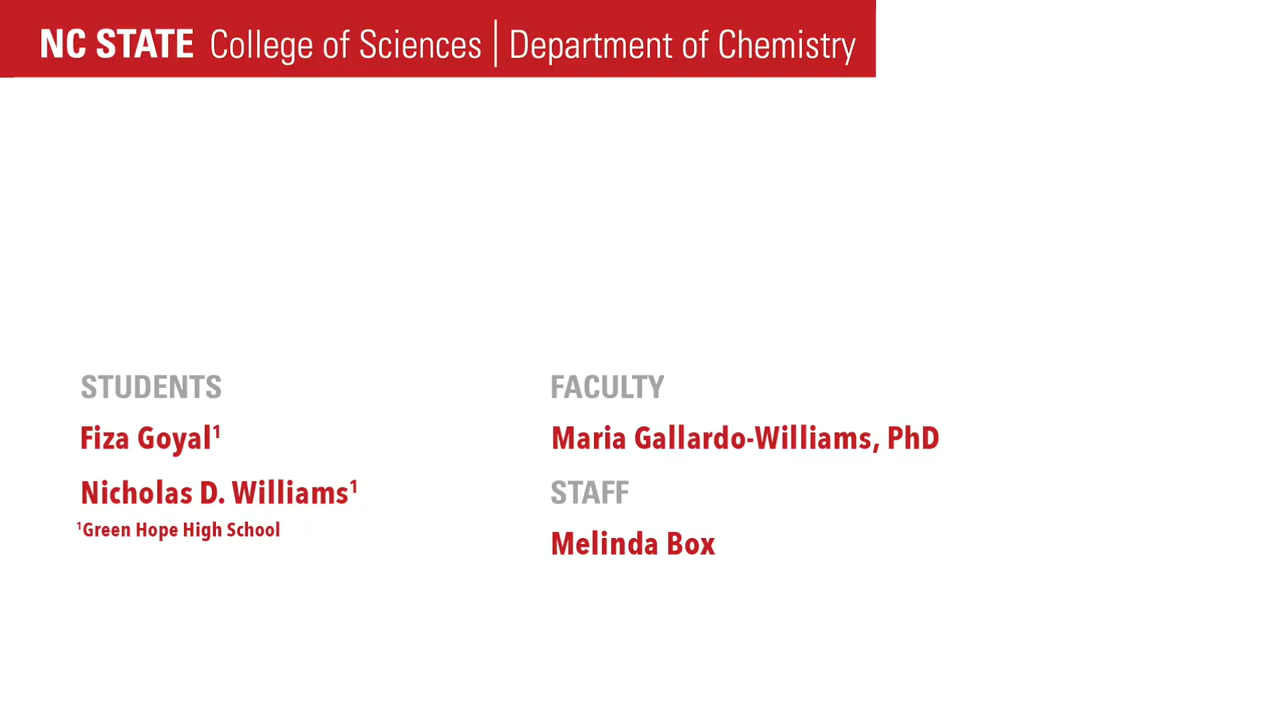 NC STATE College of Sciences | Department of Chemistry
STUDENTS
Fiza Goyal¹
Nicholas D. Williams¹
¹Green Hope High School
FACULTY
Maria Gallardo-Williams, PhD
STAFF
Melinda Box